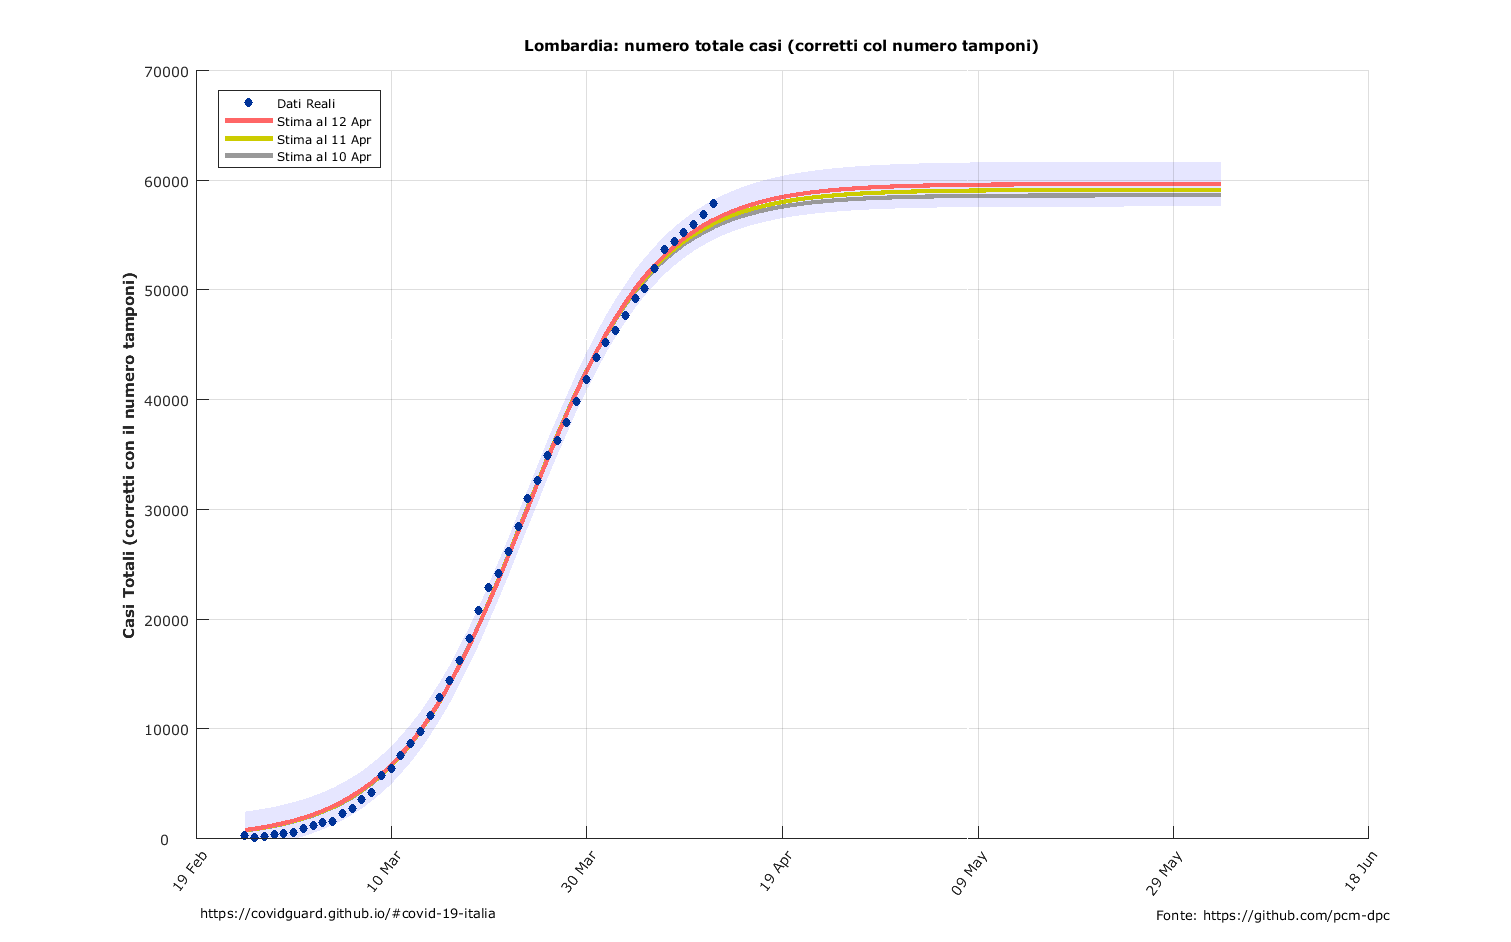 Lombardia: numero totale casi (corretti col numero tamponi)
Dati Reali
Stima al 12 Apr
Stima al 11 Apr
Stima al 10 Apr
Casi Totali (corretti con il numero tamponi)
70000
60000
50000
40000
30000
20000
10000
0
19 Feb
10 Mar
30 Mar
19 Apr
09 May
29 May
18 Jun
https://covidguard.github.io/#covid-19-italia
Fonte: https://github.com/pcm-dpc